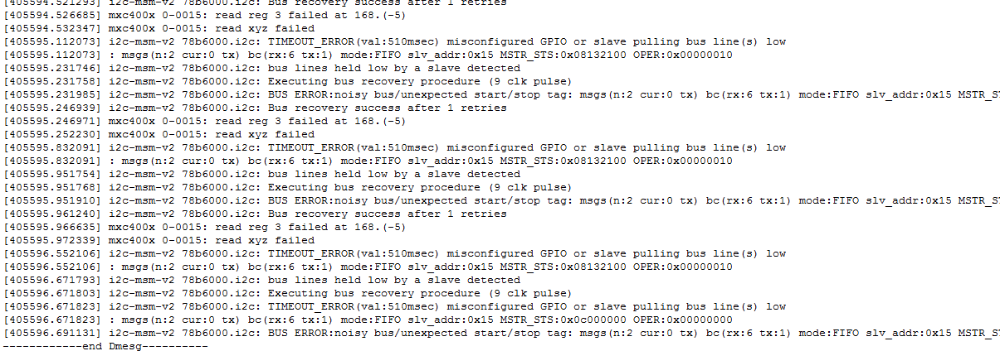 [405594.521293] i2c-msm-v2 78b6000.i2c: Bus recovery success after 1 retries
[405594.526685] mxc400x 0-0015: read reg 3 failed at 168.(-5)
[405594.532347] mxc400x 0-0015: read xyz failed
[405595.112073] i2c-msm-v2 78b6000.i2c: TIMEOUT_ERROR(val:510msec) misconfigured GPIO or slave pulling bus line(s) low
[405595.112073] : msgs(n:2 cur:0 tx) bc(rx:6 tx:1) mode:FIFO slv_addr:0x15 MSTR_STS:0x08132100 OPER:0x00000010
[405595.231746] i2c-msm-v2 78b6000.i2c: bus lines held low by a slave detected
[405595.231758] i2c-msm-v2 78b6000.i2c: Executing bus recovery procedure (9 clk pulse)
[405595.231985] i2c-msm-v2 78b6000.i2c: BUS ERROR:noisy bus/unexpected start/stop tag: msgs(n:2 cur:0 tx) bc(rx:6 tx:1) mode:FIFO slv_addr:0x15 MSTR_S
[405595.246939] i2c-msm-v2 78b6000.i2c: Bus recovery success after 1 retries
[405595.246971] mxc400x 0-0015: read reg 3 failed at 168.(-5)
[405595.252230] mxc400x 0-0015: read xyz failed
[405595.832091] i2c-msm-v2 78b6000.i2c: TIMEOUT_ERROR(val:510msec) misconfigured GPIO or slave pulling bus line(s) low
[405595.832091] : msgs(n:2 cur:0 tx) bc(rx:6 tx:1) mode:FIFO slv_addr:0x15 MSTR_STS:0x08132100 OPER:0x00000010
[405595.951754] i2c-msm-v2 78b6000.i2c: bus lines held low by a slave detected
[405595.951768] i2c-msm-v2 78b6000.i2c: Executing bus recovery procedure (9 clk pulse)
[405595.951910] i2c-msm-v2 78b6000.i2c: BUS ERROR:noisy bus/unexpected start/stop tag: msgs(n:2 cur:0 tx) bc(rx:6 tx:1) mode:FIFO slv_addr:0x15 MSTR_S
[405595.961240] i2c-msm-v2 78b6000.i2c: Bus recovery success after 1 retries
[405595.966635] mxc400x 0-0015: read reg 3 failed at 168.(-5)
[405595.972339] mxc400x 0-0015: read xyz failed
[405596.552106] i2c-msm-v2 78b6000.i2c: TIMEOUT_ERROR(val:510msec) misconfigured GPIO or slave pulling bus line(s) low
[405596.552106] : msgs(n:2 cur:0 tx) bc(rx:6 tx:1) mode:FIFO slv_addr:0x15 MSTR_STS:0x08132100 OPER:0x00000010
[405596.671793] i2c-msm-v2 78b6000.i2c: bus lines held low by a slave detected
[405596.671803] i2c-msm-v2 78b6000.i2c: Executing bus recovery procedure (9 clk pulse)
[405596.671823] i2c-msm-v2 78b6000.i2c: TIMEOUT_ERROR(val:510msec) misconfigured GPIO or slave pulling bus line(s) low
[405596.671823] : msgs(n:2 cur:0 tx) bc(rx:6 tx:1) mode:FIFO slv_addr:0x15 MSTR_STS:0x0c000000 OPER:0x00000000
[405596.691131] i2c-msm-v2 78b6000.i2c: BUS ERROR:noisy bus/unexpected start/stop tag: msgs(n:2 cur:0 tx) bc(rx:6 tx:1) mode:FIFO slv_addr:0x15 MSTR_S
------------end Dmesg----------